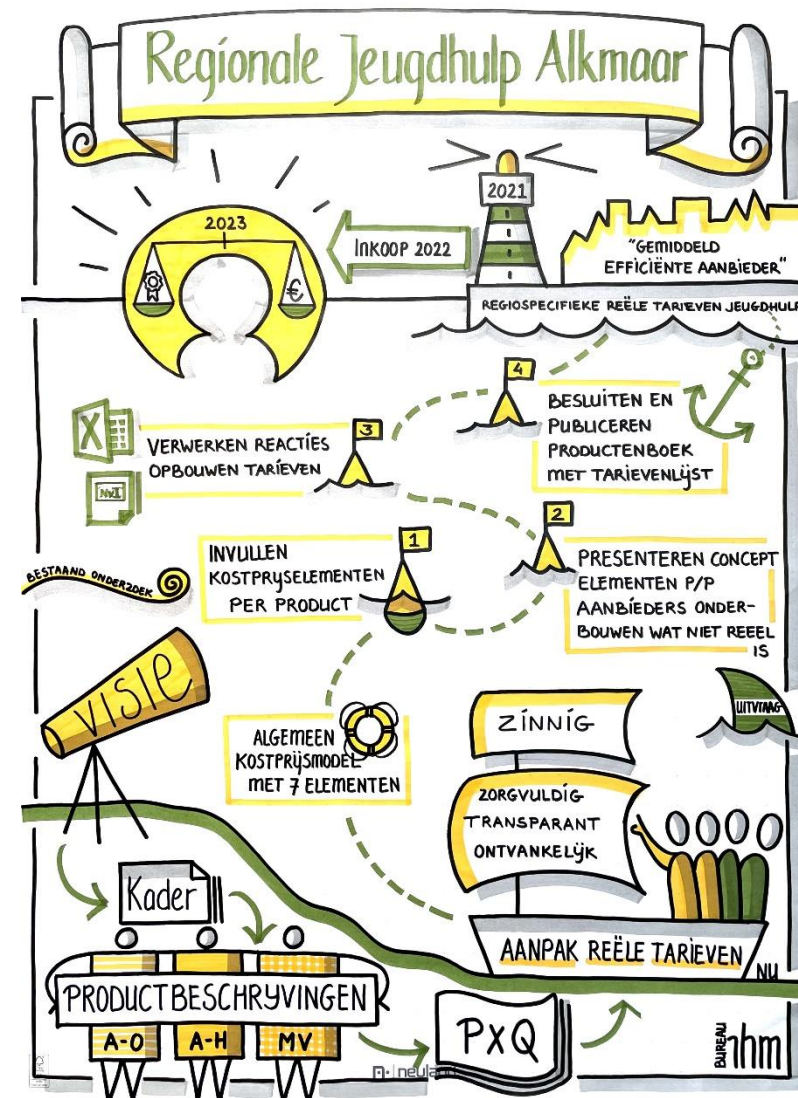 Regionale Jeugdhulp Alkmaar
2021
2023
INKOOP 2022
"GEMIDDELD
EFFICIËNTE AANBIEDER"
€
REGIOSPECIFIEKE REËLE TARIEVEN JEUGDHULP
4
BESLUITEN EN
PUBLICEREN
PRODUCTENBOEK
MET TARIEVENLIJST
3
X
VERWERKEN REACTIES
OPBOUWEN TARIEVEN
2
1
INVULLEN
KOSTPRIJSELEMENTEN
PER PRODUCT
PRESENTEREN CONCEPT
ELEMENTEN P/P
AANBIEDERS ONDER-
BOUWEN WAT NIET REEEL
IS
BESTAAND ONDERZOEK
VISIE
ALGEMEEN
KOSTPRIJSMODEL
MET 7 ELEMENTEN
ZINNIG
UITVRAAG
ZORGVULDIG
TRANSPARANT
ONTVANKELIJK
Kader
AANPAK REËLE TARIEVEN
NU
PRODUCTBESCHRIJVINGEN
A-O
A-H
MV
PXQ
BUREAU
hhm
neuland